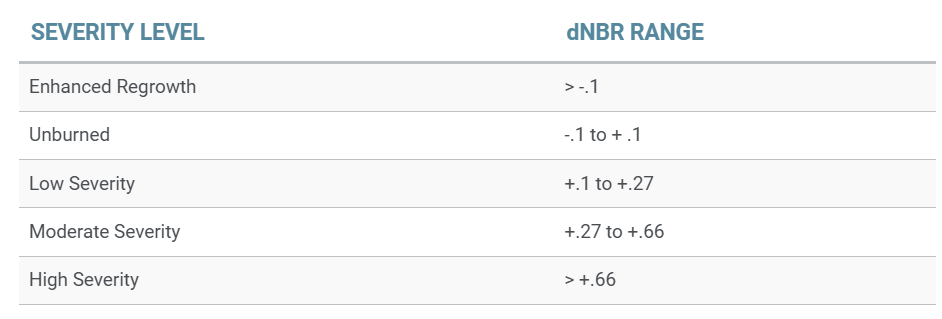 SEVERITY LEVEL dNBR RANGE
Enhanced Regrowth > -.1
Unburned -.1 to + .1
Low Severity +.1 to +.27
Moderate Severity +.27 to +.66
High Severity > +.66